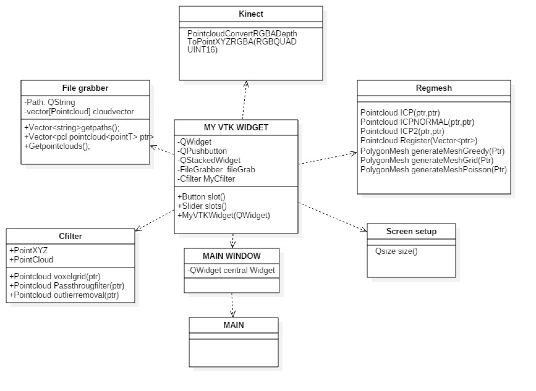 Kinect
PointcloudConvertRGBADepth
ToPointXYZRGBA(RGBQUAD
UINT16)
File grabber
-Path: QString
-vector[Pointcloud] cloudvector
+Vector<string>getpaths();
+Vector<pcl pointcloud<pointT> ptr>
+Getpointclouds();
MY VTK WIDGET
-QWidget
-QPushbutton
-QStackedWidget
-FileGrabber fileGrab
-Cfilter MyCfilter
+Button slot()
+Slider slots()
+MyVTKWidget(QWidget)
Regmesh
Pointcloud ICP(ptr,ptr)
Pointcloud ICPNORMAL(ptr,ptr)
Pointcloud ICP2(ptr,ptr)
Pointcloud Register(Vector<ptr>)
PolygonMesh generateMeshGreedy(Ptr)
PolygonMesh generateMeshGrid(Ptr)
PolygonMesh generateMeshPoisson(Ptr)
Cfilter
+PointXYZ
+PointCloud
+Pointcloud voxelgrid(ptr)
+Pointcloud Passthrougfilter(ptr)
+Pointcloud outlierremoval(ptr)
MAIN WINDOW
-QWidget central Widget
Screen setup
Qsize size()
MAIN